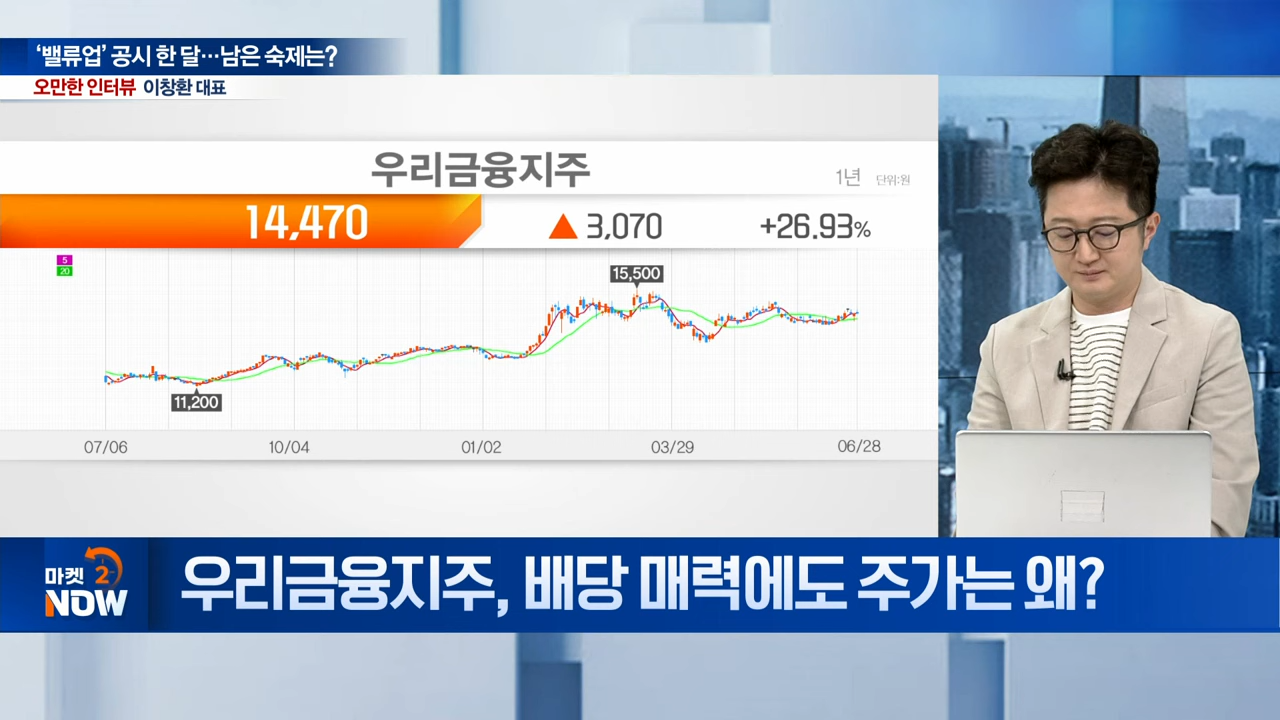 ‘밸류업’ 공시 한 달…남은 숙제는?
오만한 인터뷰 이창환 대표
우리금융지주
1년 단위:원
14,470 ▲ 3,070 +26.93%
5
20
15,500
11,200
07/06 10/04 01/02 03/29 06/28
마켓 2
NOW
우리금융지주, 배당 매력에도 주가는 왜?